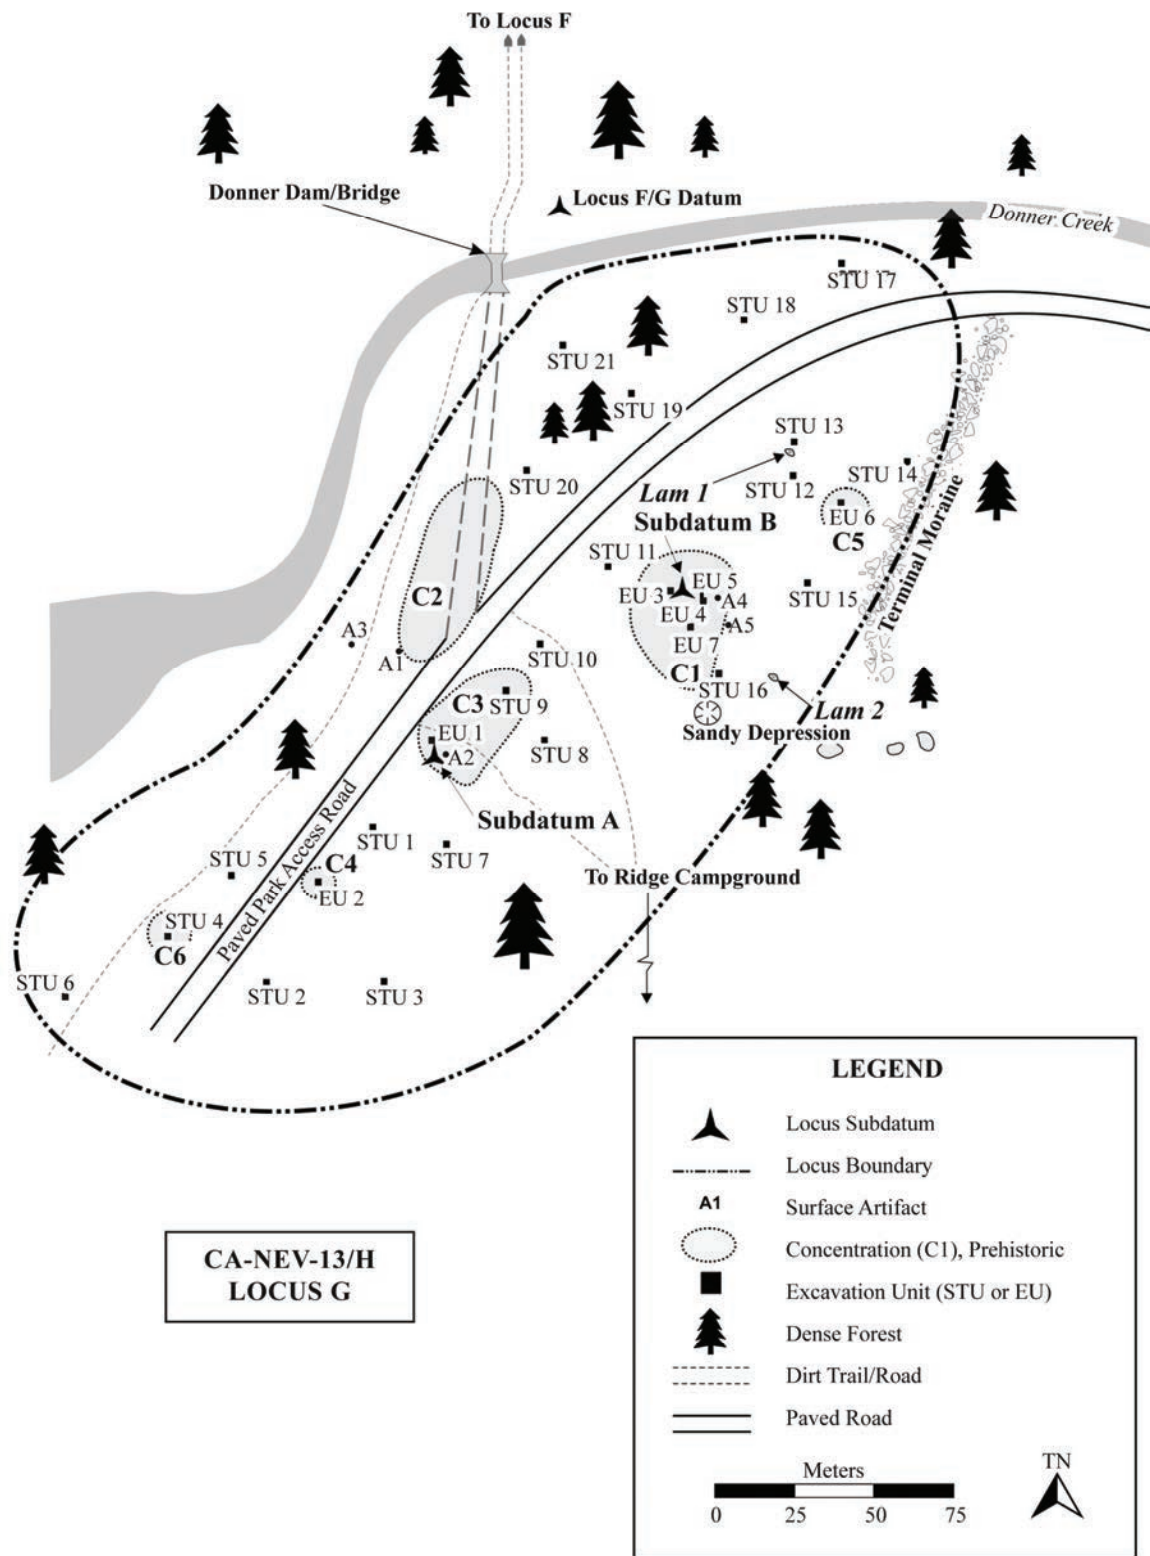 To Locus F
Donner Dam/Bridge
Locus F/G Datum
Donner Creek
STU 17
STU 18
STU 21
STU 19
STU 13
STU 20
STU 12
STU 14
Lam 1
Subdatum B
EU 6
C5
STU 11
EU 5
EU 3
A4
EU 4
STU 15
Terminal Moraine
C2
A3
A1
A5
EU 7
STU 10
C1
STU 16
C3
STU 9
Lam 2
Sandy Depression
EU 1
A2
STU 8
Subdatum A
STU 1
STU 7
STU 5
C4
EU 2
To Ridge Campground
Paved Park Access Road
STU 4
C6
STU 6
STU 2
STU 3
CA-NEV-13/H
LOCUS G
LEGEND
Locus Subdatum
Locus Boundary
A1 Surface Artifact
Concentration (C1), Prehistoric
Excavation Unit (STU or EU)
Dense Forest
Dirt Trail/Road
Paved Road
Meters
0 25 50 75
TN